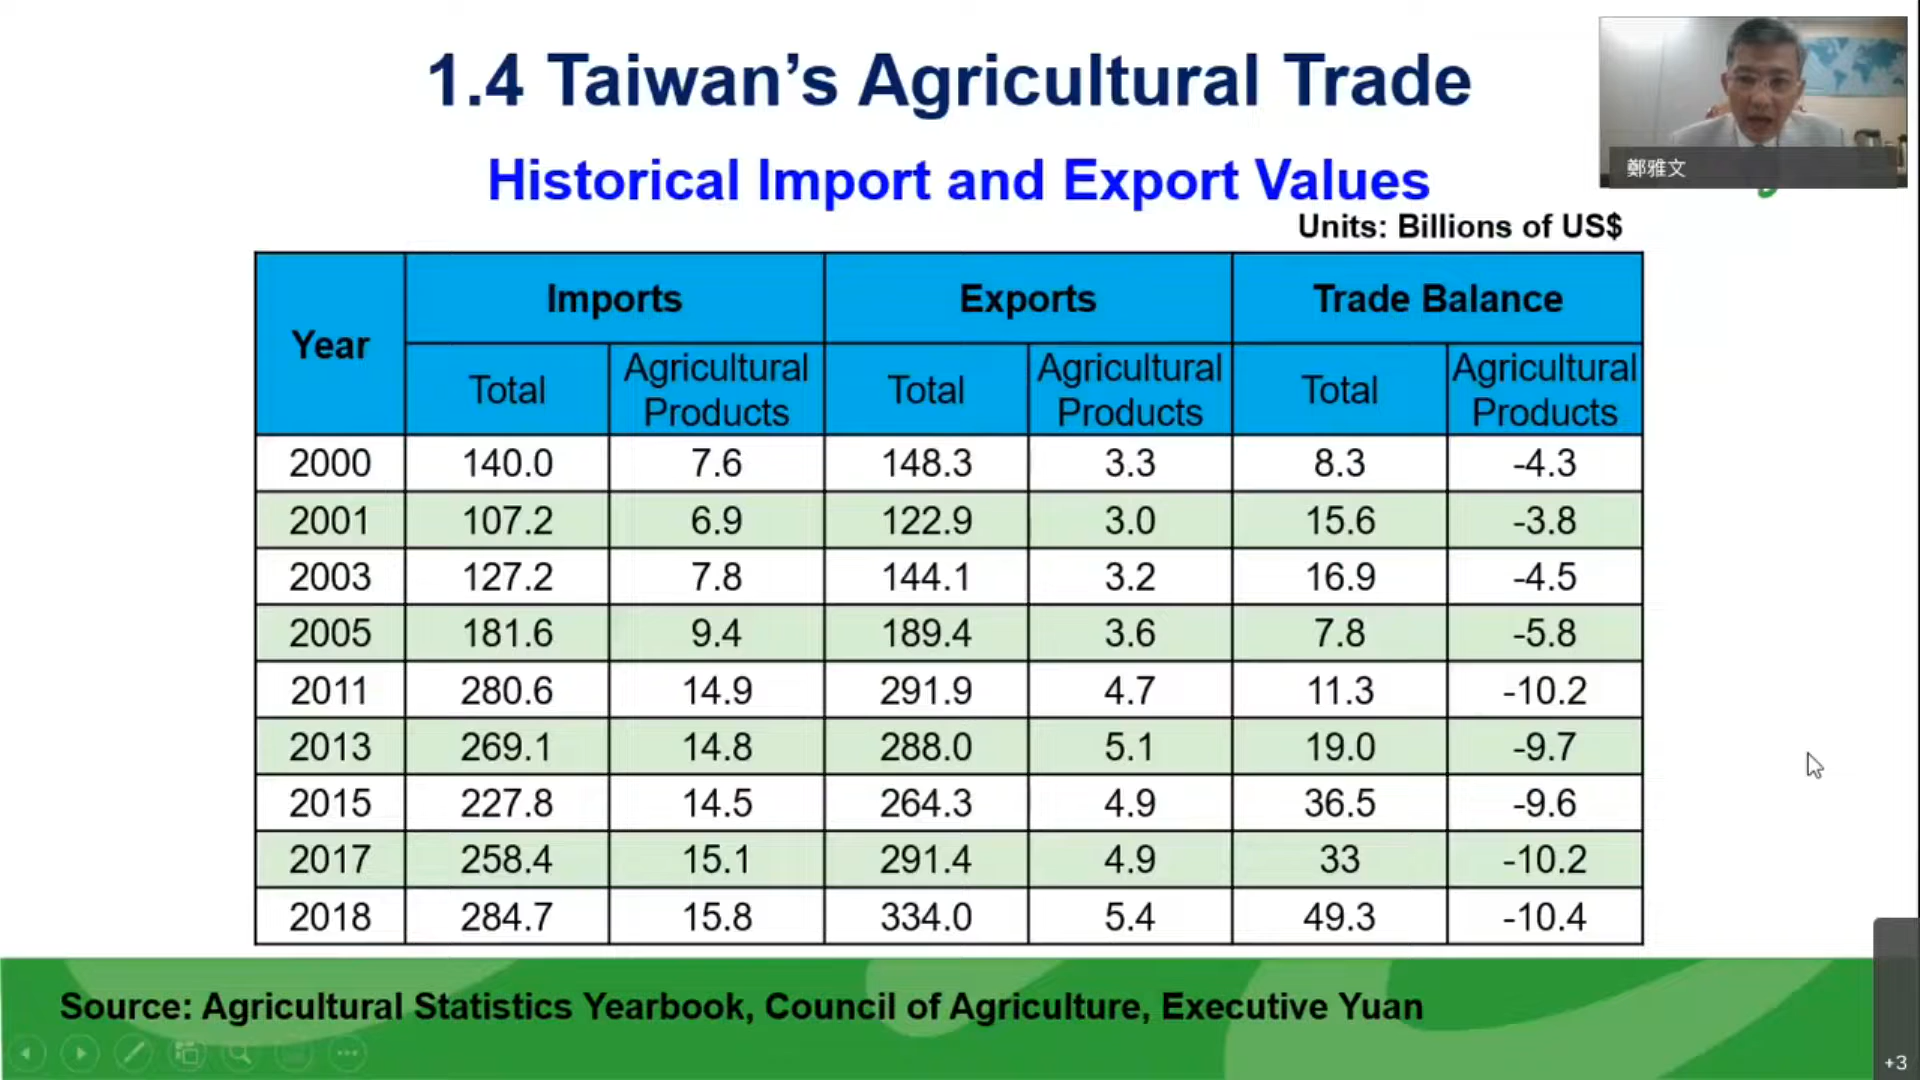 1.4 Taiwan’s Agricultural Trade
鄭雅文
Historical Import and Export Values
Units: Billions of US$
Year Imports Exports Trade Balance
Total Agricultural Products Total Agricultural Products Total Agricultural Products
2000 140.0 7.6 148.3 3.3 8.3 -4.3
2001 107.2 6.9 122.9 3.0 15.6 -3.8
2003 127.2 7.8 144.1 3.2 16.9 -4.5
2005 181.6 9.4 189.4 3.6 7.8 -5.8
2011 280.6 14.9 291.9 4.7 11.3 -10.2
2013 269.1 14.8 288.0 5.1 19.0 -9.7
2015 227.8 14.5 264.3 4.9 36.5 -9.6
2017 258.4 15.1 291.4 4.9 33 -10.2
2018 284.7 15.8 334.0 5.4 49.3 -10.4
Source: Agricultural Statistics Yearbook, Council of Agriculture, Executive Yuan
+3